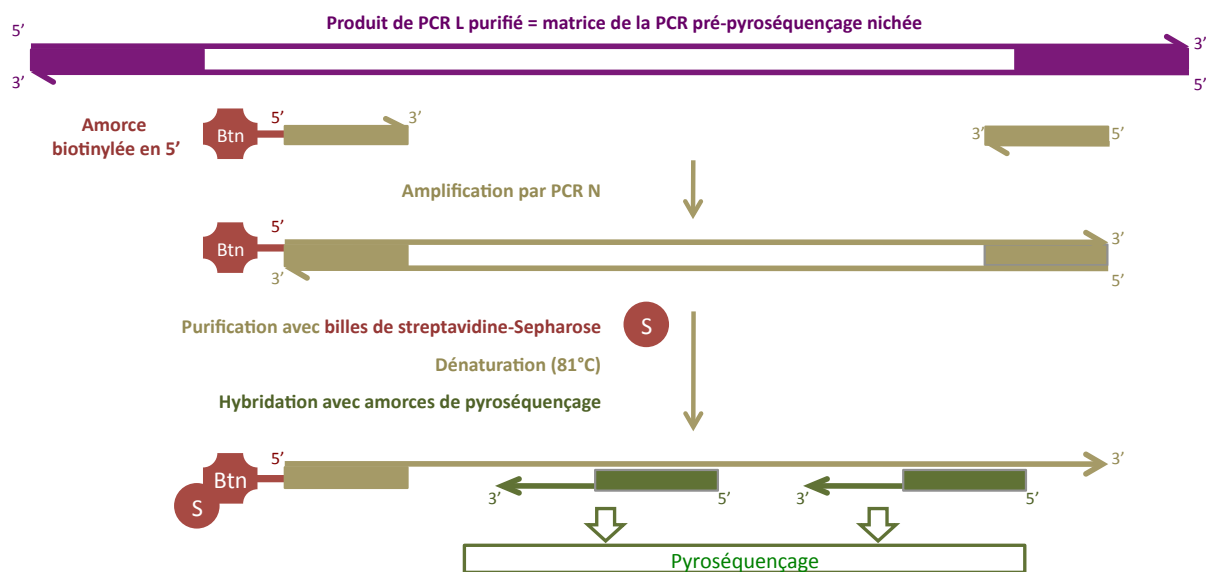 Produit de PCR L purifié = matrice de la PCR pré-pyroséquençage nichée
5’
3’
3’
5’
Amorce
biotinylée en 5’
Btn
5’
3’
3’
5’
Amplification par PCR N
Btn
5’
3’
3’
5’
Purification avec billes de streptavidine-Sepharose
S
Dénaturation (81°C)
Hybridation avec amorces de pyroséquençage
Btn
S
5’
3’
3’
5’
3’
5’
Pyroséquençage